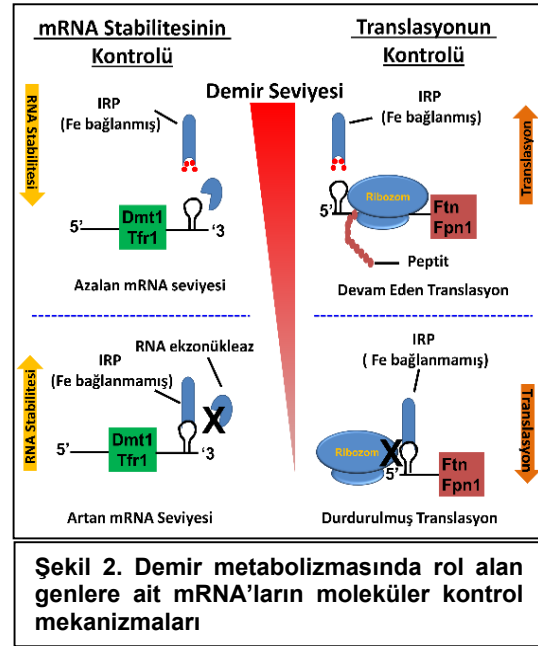 mRNA Stabilitesinin
Kontrolü
Translasyonun
Kontrolü
Demir Seviyesi
RNA Stabilitesi
IRP
(Fe bağlanmış)
5’
Dmt1
Tfr1
‘3
Azalan mRNA seviyesi
IRP
(Fe bağlanmış)
Translasyon
5’
Ribozom
Ftn
Fpn1
Peptit
Devam Eden Translasyon
RNA Stabilitesi
IRP
(Fe bağlanmamış)
RNA ekzonükleaz
X
5’
Dmt1
Tfr1
‘3
Artan mRNA Seviyesi
IRP
( Fe bağlanmamış)
Translasyon
Ribozom
X
5’
Ftn
Fpn1
Durdurulmuş Translasyon
Şekil 2. Demir metabolizmasında rol alan
genlere ait mRNA’ların moleküler kontrol
mekanizmaları